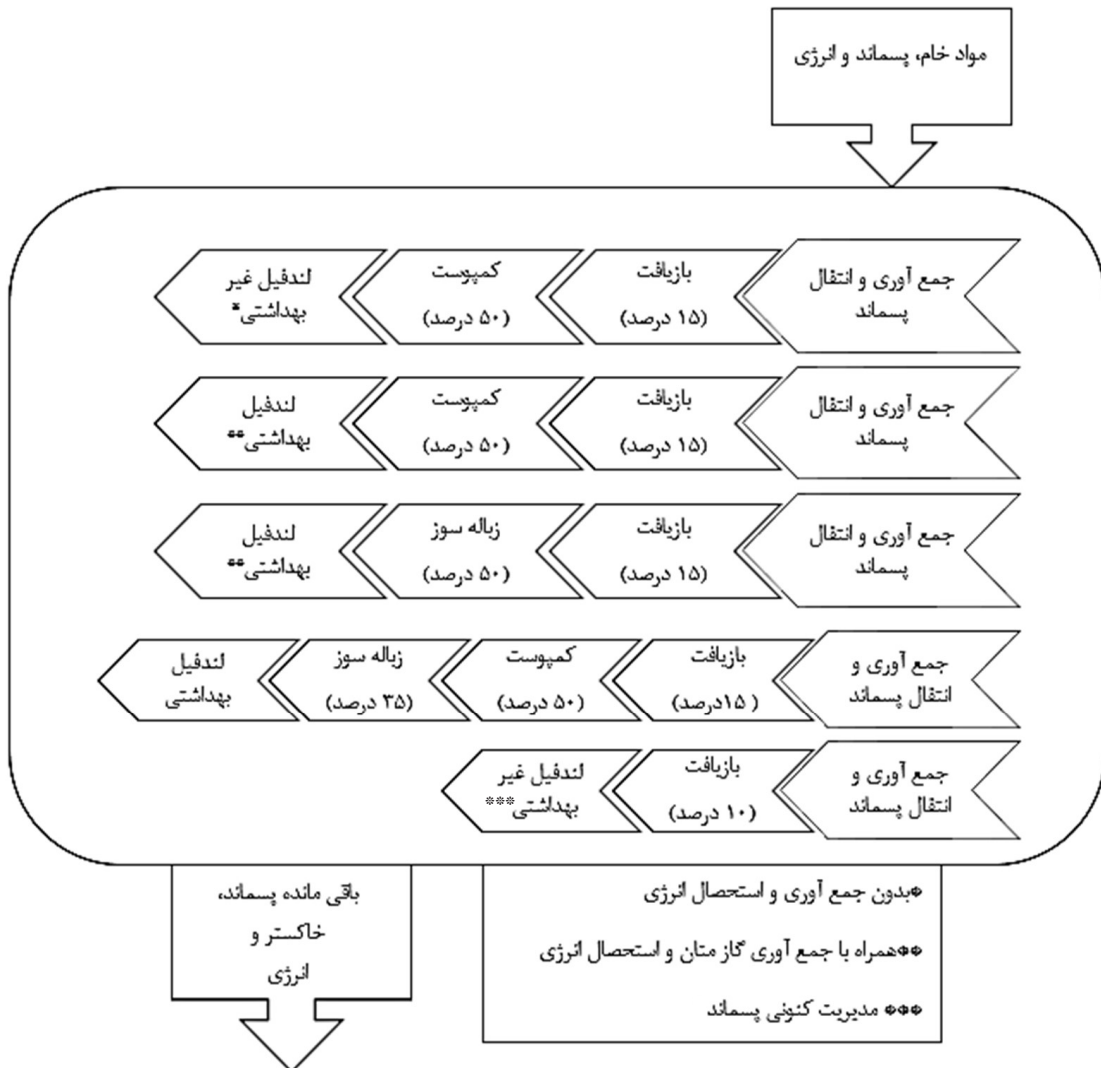 مواد خام، پسماند و انرژی
جمع آوری و انتقال
پسماند
بازیافت
(۱۵ درصد)
کمپوست
(۵۰ درصد)
لندفیل غیر
بهداشتی*
جمع آوری و انتقال
پسماند
بازیافت
(۱۵ درصد)
کمپوست
(۵۰ درصد)
لندفیل
بهداشتی**
جمع آوری و انتقال
پسماند
بازیافت
(۱۵ درصد)
زباله سوز
(۵۰ درصد)
لندفیل
بهداشتی**
جمع آوری و
انتقال پسماند
بازیافت
( ۱۵درصد)
کمپوست
(۵۰ درصد)
زباله سوز
(۳۵ درصد)
لندفیل
بهداشتی
جمع آوری و
انتقال پسماند
بازیافت
(۱۰ درصد)
لندفیل غیر
بهداشتی***
*بدون جمع آوری و استحصال انرژی
**همراه با جمع آوری گاز متان و استحصال انرژی
*** مدیریت کنونی پسماند
باقی مانده پسماند،
خاکستر و
انرژی